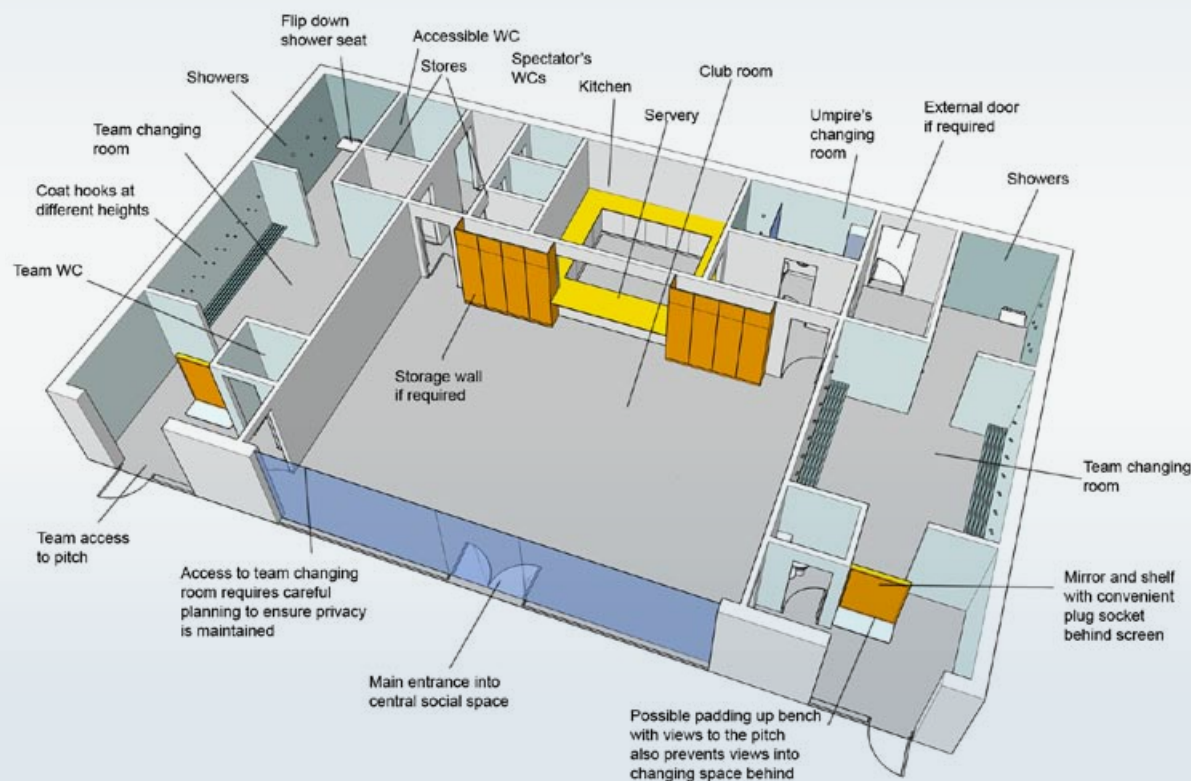 Flip down
shower seat
Accessible WC
Stores
Spectator's
WCs
Kitchen
Club room
Showers
Servery
Umpire's
changing
room
External door
if required
Team changing
room
Showers
Coat hooks at
different heights
Team WC
Storage wall
if required
Team changing
room
Team access
to pitch
Access to team changing
room requires careful
planning to ensure privacy
is maintained
Mirror and shelf
with convenient
plug socket
behind screen
Main entrance into
central social space
Possible padding up bench
with views to the pitch
also prevents views into
changing space behind